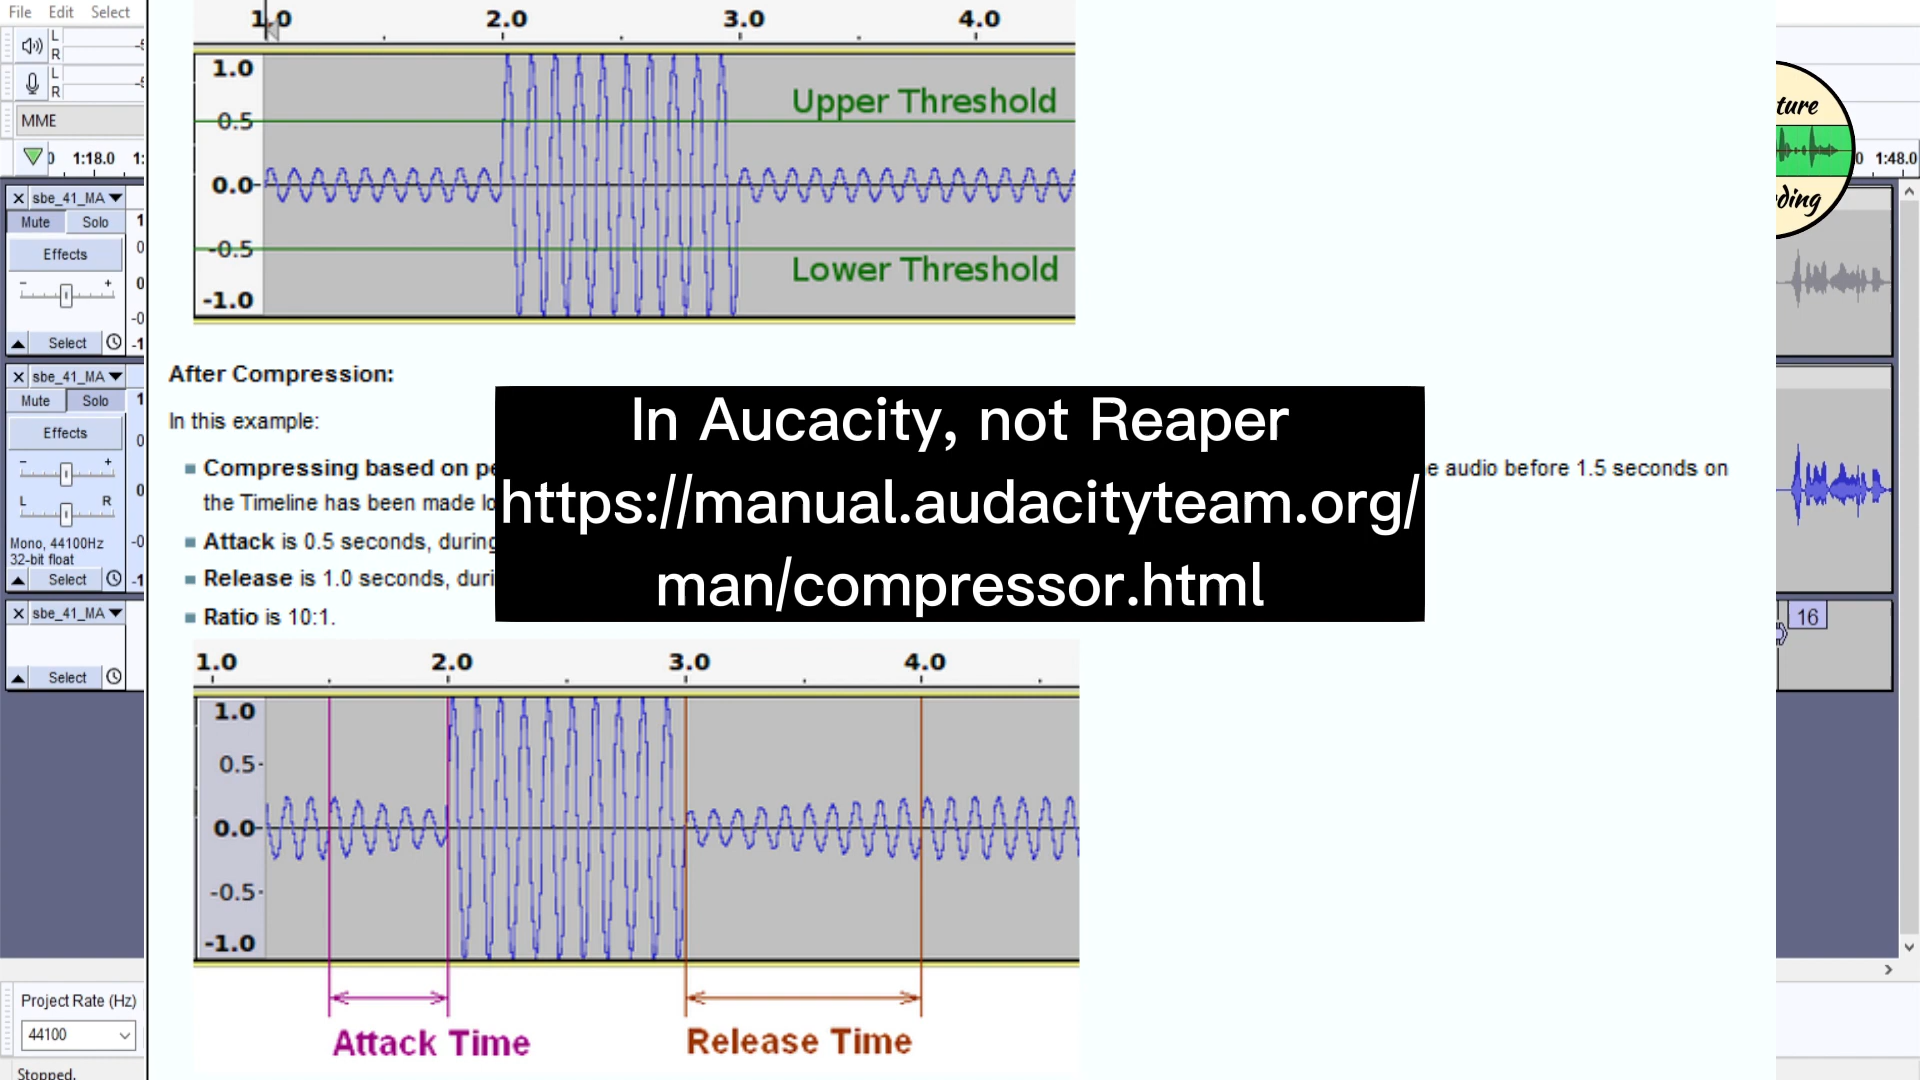 File Edit Select
1.0 2.0 3.0 4.0
L
R
L
R
MME
1:18.0
1:48.0
1.0
0.5
0.0
-0.5
-1.0
Upper Threshold
Lower Threshold
ture
ding
sbe_41_MA
Mute Solo
Effects
- +
Select
After Compression:
In this example:
In Aucacity, not Reaper
https://manual.audacityteam.org/
man/compressor.html
Compressing based on
e audio before 1.5 seconds on
the Timeline has been made
Attack is 0.5 seconds, during
Release is 1.0 seconds,
Ratio is 10:1.
sbe_41_MA
Mute Solo
Effects
- +
L R
Mono, 44100Hz
32-bit float
Select
sbe_41_MA
Select
16
1.0 2.0 3.0 4.0
1.0
0.5
0.0
-0.5
-1.0
Attack Time
Release Time
Project Rate (Hz)
44100
Stopped.